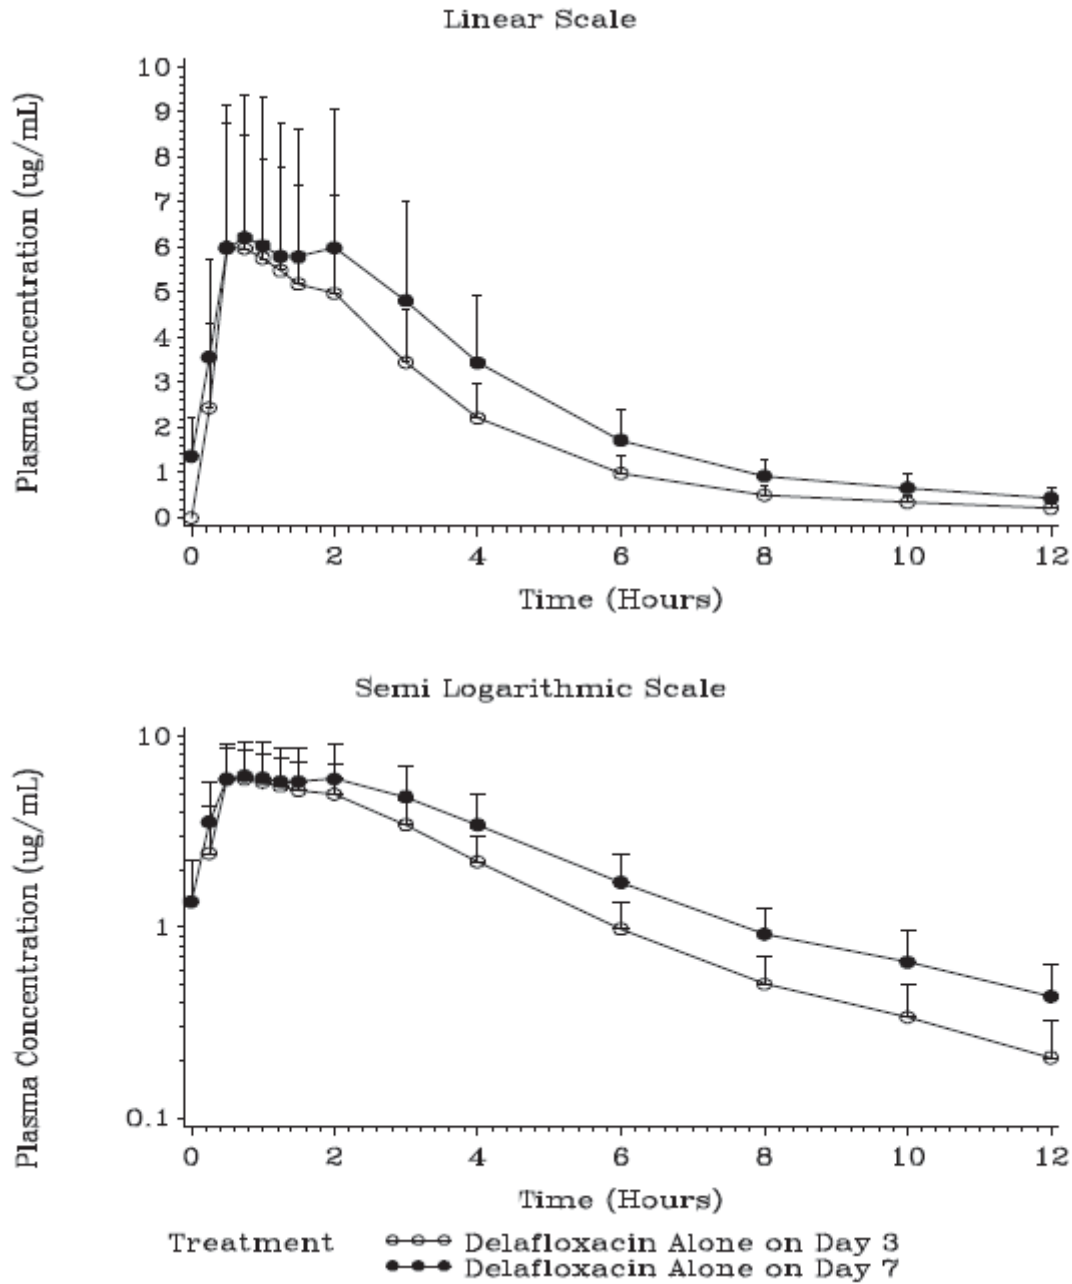 Linear Scale
Plasma Concentration (ug/mL)
10
9
8
7
6
5
4
3
2
1
0
0 2 4 6 8 10 12
Time (Hours)
Semi Logarithmic Scale
Plasma Concentration (ug/mL)
10
1
0.1
0 2 4 6 8 10 12
Time (Hours)
Treatment Delafloxacin Alone on Day 3
Delafloxacin Alone on Day 7